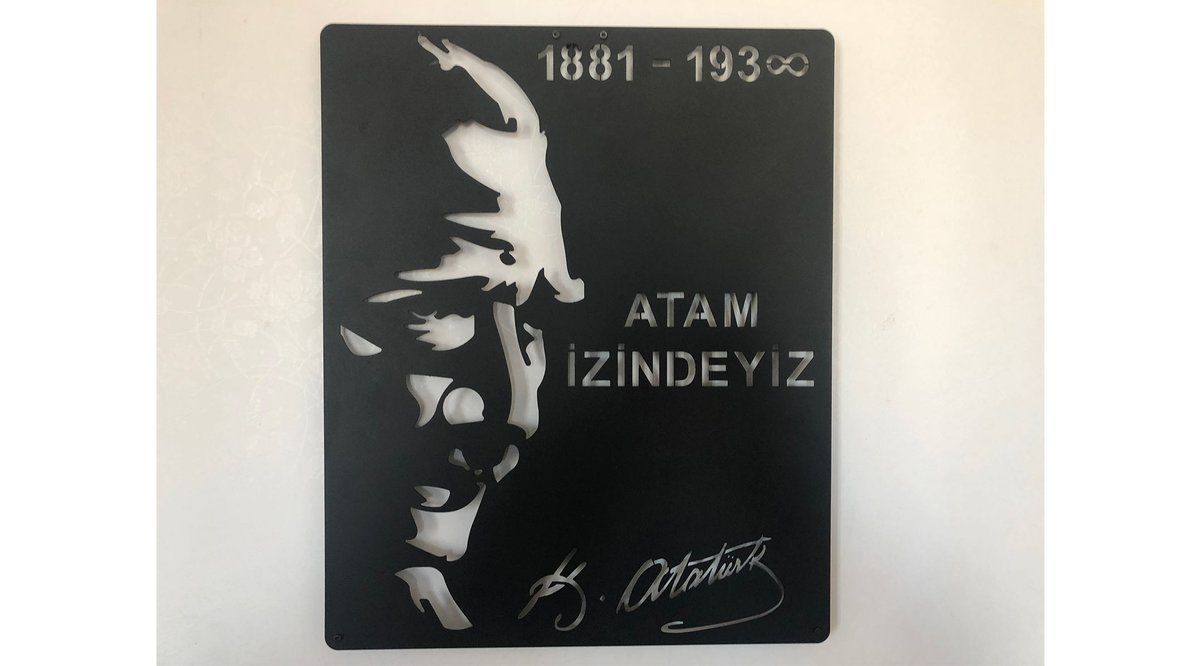 1881 - 193∞
ATAM
İZİNDEYİZ
K. Atatürk